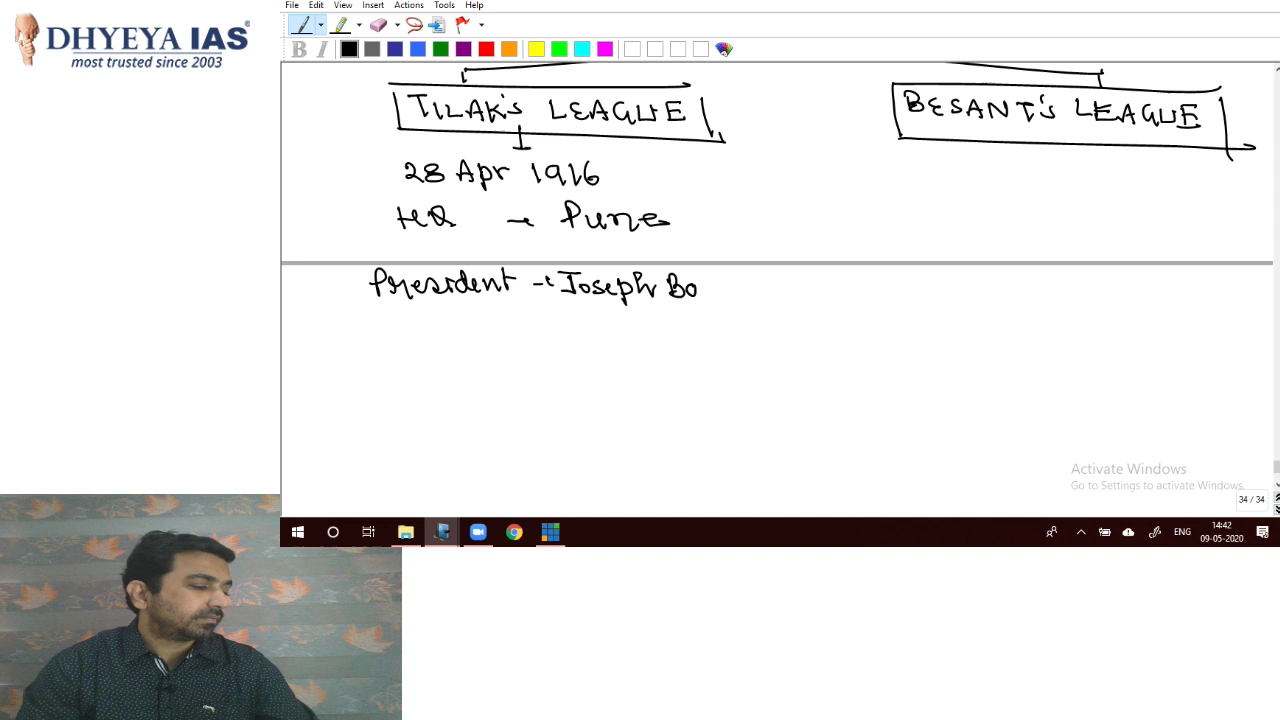 File Edit View Insert Actions Tools Help
DHYEYA IAS®
most trusted since 2003
B I
TILAK's LEAGUE
BESANT's LEAGUE
28 Apr 1916
HQ → Pune
President → Joseph Ba
Activate Windows
Go to Settings to activate Windows.
34 / 34
ENG
14:42
09-05-2020